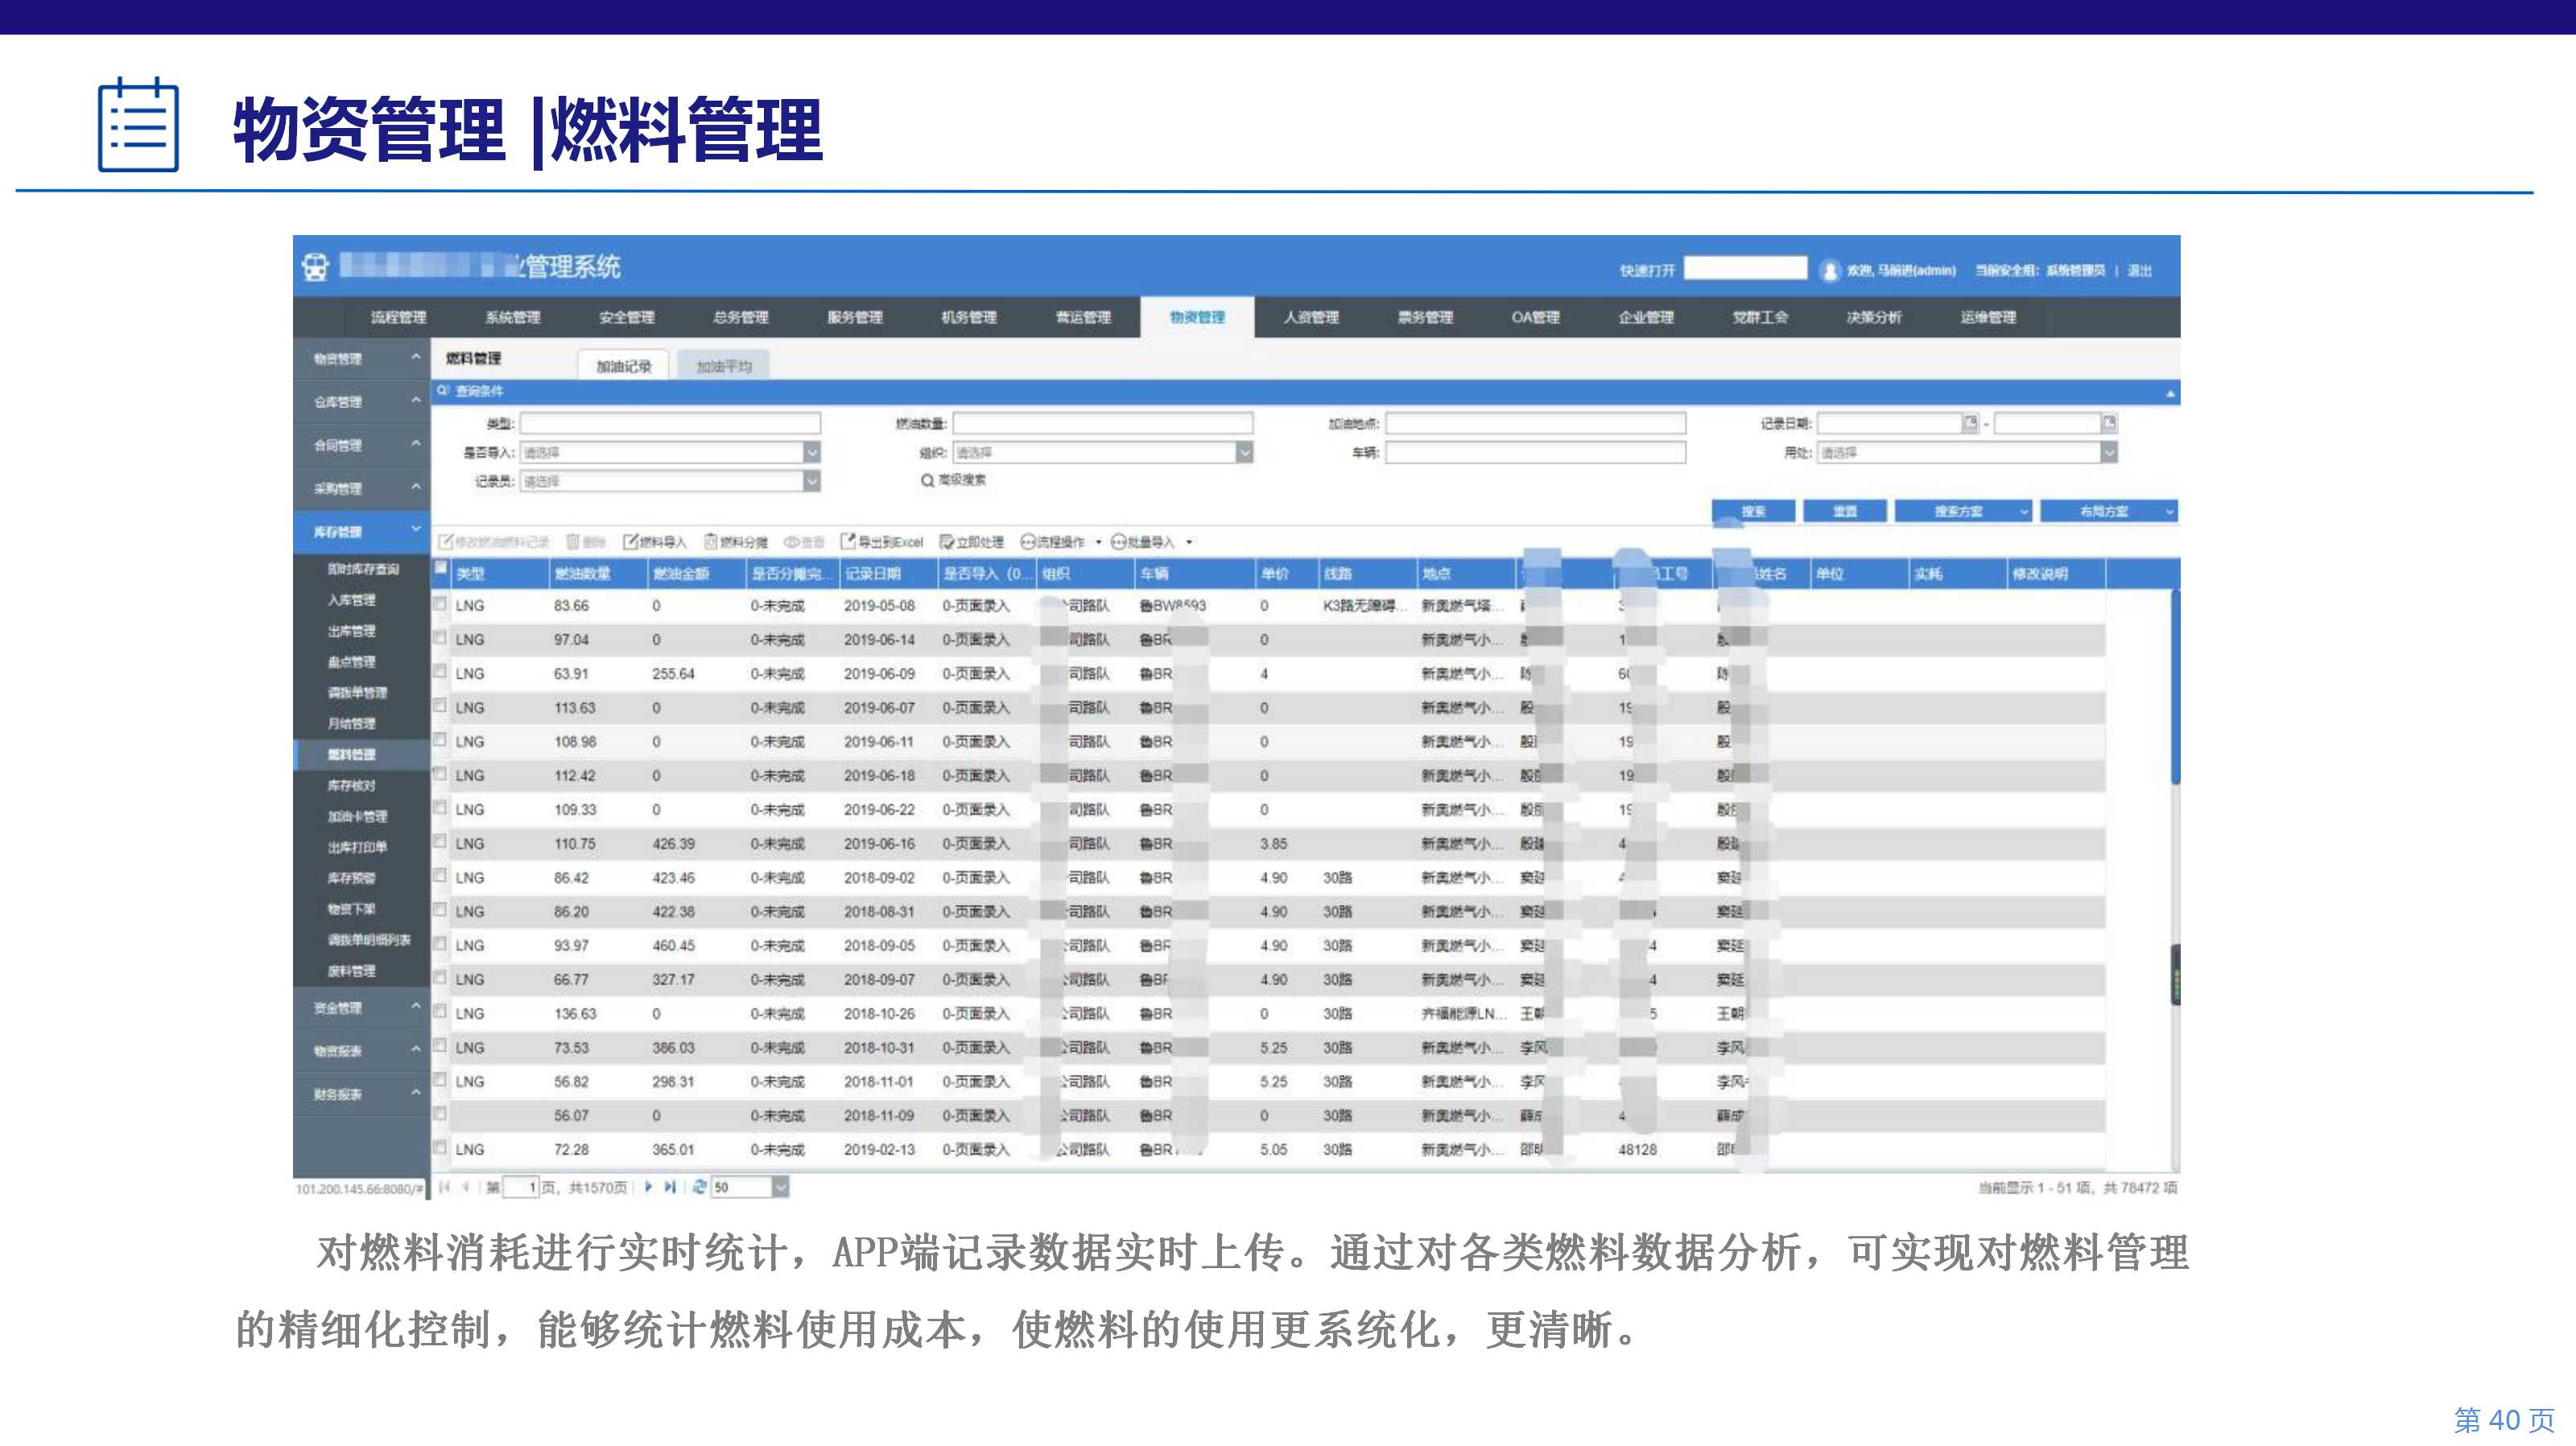 物资管理 |燃料管理
管理系统
快速打开
欢迎, 马前进(admin) 当前安全组: 系统管理员 | 退出
流程管理 系统管理 安全管理 总务管理 服务管理 机务管理 营运管理 物资管理 人资管理 票务管理 OA管理 企业管理 党群工会 决策分析 运维管理
物资管理
仓库管理
合同管理
采购管理
库存管理
即时库存查询
入库管理
出库管理
盘点管理
调拨单管理
月结管理
燃料管理
库存核对
加油卡管理
出库打印单
库存预警
物资下架
调拨单明细列表
废料管理
资金管理
物资报表
财务报表
101.200.145.66:8080/#
燃料管理 加油记录 加油平均
查询条件
类型: 燃油数量: 加油地点: 记录日期: -
是否导入: 请选择 组织: 请选择 车辆: 用处: 请选择
记录员: 请选择 高级搜索
搜索 重置 搜索方案 布局方案
修改燃油燃料记录 删除 燃料导入 燃料分摊 查看 导出到Excel 立即处理 流程操作 批量导入
类型 燃油数量 燃油金额 是否分摊完... 记录日期 是否导入 (0... 组织 车辆 单价 线路 地点 工号 姓名 单位 实耗 修改说明
LNG 83.66 0 0-未完成 2019-05-08 0-页面录入 司路队 鲁BW8593 0 K3路无障碍... 新奥燃气塔...
LNG 97.04 0 0-未完成 2019-06-14 0-页面录入 司路队 鲁BR 0 新奥燃气小... 1
LNG 63.91 255.64 0-未完成 2019-06-09 0-页面录入 司路队 鲁BR 4 新奥燃气小... 60
LNG 113.63 0 0-未完成 2019-06-07 0-页面录入 司路队 鲁BR 0 新奥燃气小... 殷 19 殷
LNG 108.98 0 0-未完成 2019-06-11 0-页面录入 司路队 鲁BR 0 新奥燃气小... 殷 19 殷
LNG 112.42 0 0-未完成 2019-06-18 0-页面录入 司路队 鲁BR 0 新奥燃气小... 殷 19 殷
LNG 109.33 0 0-未完成 2019-06-22 0-页面录入 司路队 鲁BR 0 新奥燃气小... 殷 19 殷
LNG 110.75 426.39 0-未完成 2019-06-16 0-页面录入 司路队 鲁BR 3.85 新奥燃气小... 殷 4 殷
LNG 86.42 423.46 0-未完成 2018-09-02 0-页面录入 司路队 鲁BR 4.90 30路 新奥燃气小... 窦延 窦延
LNG 86.20 422.38 0-未完成 2018-08-31 0-页面录入 司路队 鲁BR 4.90 30路 新奥燃气小... 窦延 窦延
LNG 93.97 460.45 0-未完成 2018-09-05 0-页面录入 公司路队 鲁BR 4.90 30路 新奥燃气小... 窦延 4 窦延
LNG 66.77 327.17 0-未完成 2018-09-07 0-页面录入 公司路队 鲁BR 4.90 30路 新奥燃气小... 窦延 4 窦延
LNG 136.63 0 0-未完成 2018-10-26 0-页面录入 公司路队 鲁BR 0 30路 齐福能源LN... 王朝 5 王朝
LNG 73.53 386.03 0-未完成 2018-10-31 0-页面录入 公司路队 鲁BR 5.25 30路 新奥燃气小... 李风 李风
LNG 56.82 298.31 0-未完成 2018-11-01 0-页面录入 公司路队 鲁BR 5.25 30路 新奥燃气小... 李风 李风
56.07 0 0-未完成 2018-11-09 0-页面录入 公司路队 鲁BR 0 30路 新奥燃气小... 薛成 4 薛成
LNG 72.28 365.01 0-未完成 2019-02-13 0-页面录入 公司路队 鲁BR 5.05 30路 新奥燃气小... 邵明 48128 邵
第 1 页, 共1570页 50 当前显示 1 - 51 项, 共 78472 项
对燃料消耗进行实时统计，APP端记录数据实时上传。通过对各类燃料数据分析，可实现对燃料管理
的精细化控制，能够统计燃料使用成本，使燃料的使用更系统化，更清晰。
第 40 页